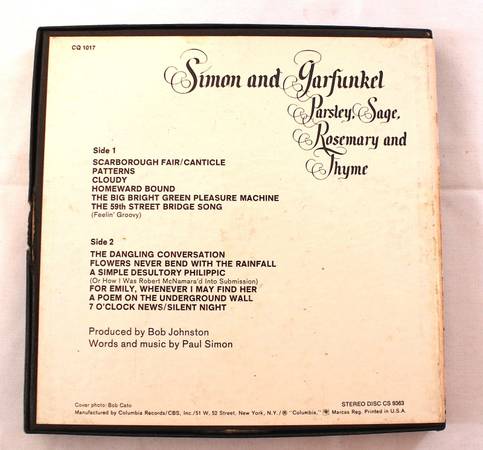 CQ 1017
Simon and Garfunkel
Parsley, Sage,
Rosemary and
Thyme
Side 1
SCARBOROUGH FAIR/CANTICLE
PATTERNS
CLOUDY
HOMEWARD BOUND
THE BIG BRIGHT GREEN PLEASURE MACHINE
THE 59th STREET BRIDGE SONG
(Feelin' Groovy)
Side 2
THE DANGLING CONVERSATION
FLOWERS NEVER BEND WITH THE RAINFALL
A SIMPLE DESULTORY PHILIPPIC
(Or How I Was Robert McNamara'd Into Submission)
FOR EMILY, WHENEVER I MAY FIND HER
A POEM ON THE UNDERGROUND WALL
7 O'CLOCK NEWS/SILENT NIGHT
Produced by Bob Johnston
Words and music by Paul Simon
Cover photo: Bob Cato
STEREO DISC CS 9363
Manufactured by Columbia Records/CBS, Inc./51 W. 52 Street, New York, N.Y./® "Columbia," Marcas Reg. Printed in U.S.A.